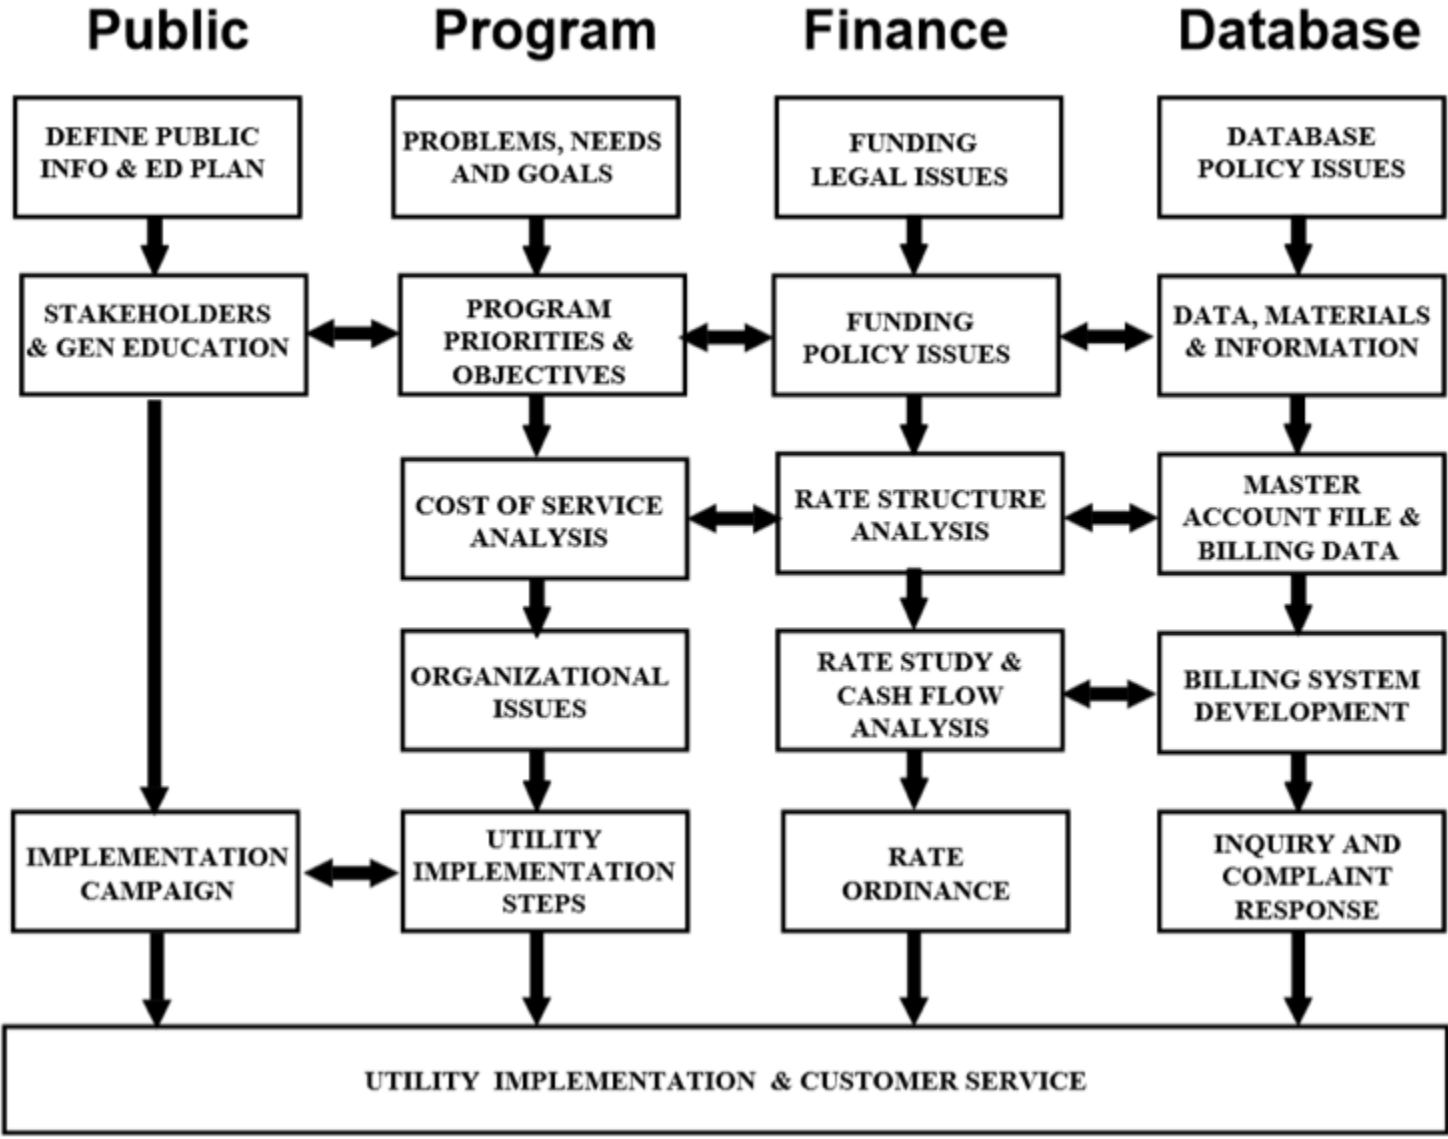 Public
Program
Finance
Database
DEFINE PUBLIC
INFO & ED PLAN
PROBLEMS, NEEDS
AND GOALS
FUNDING
LEGAL ISSUES
DATABASE
POLICY ISSUES
STAKEHOLDERS
& GEN EDUCATION
PROGRAM
PRIORITIES &
OBJECTIVES
FUNDING
POLICY ISSUES
DATA, MATERIALS
& INFORMATION
COST OF SERVICE
ANALYSIS
RATE STRUCTURE
ANALYSIS
MASTER
ACCOUNT FILE &
BILLING DATA
ORGANIZATIONAL
ISSUES
RATE STUDY &
CASH FLOW
ANALYSIS
BILLING SYSTEM
DEVELOPMENT
IMPLEMENTATION
CAMPAIGN
UTILITY
IMPLEMENTATION
STEPS
RATE
ORDINANCE
INQUIRY AND
COMPLAINT
RESPONSE
UTILITY IMPLEMENTATION & CUSTOMER SERVICE